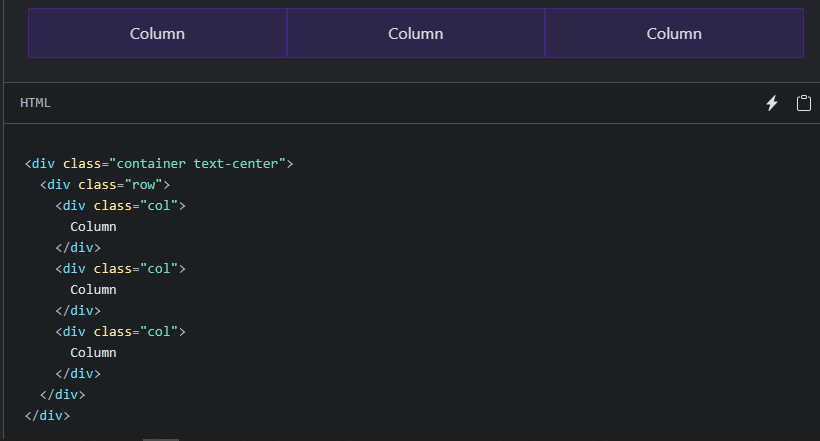 Column Column Column
HTML
<div class="container text-center">
  <div class="row">
    <div class="col">
      Column
    </div>
    <div class="col">
      Column
    </div>
    <div class="col">
      Column
    </div>
  </div>
</div>